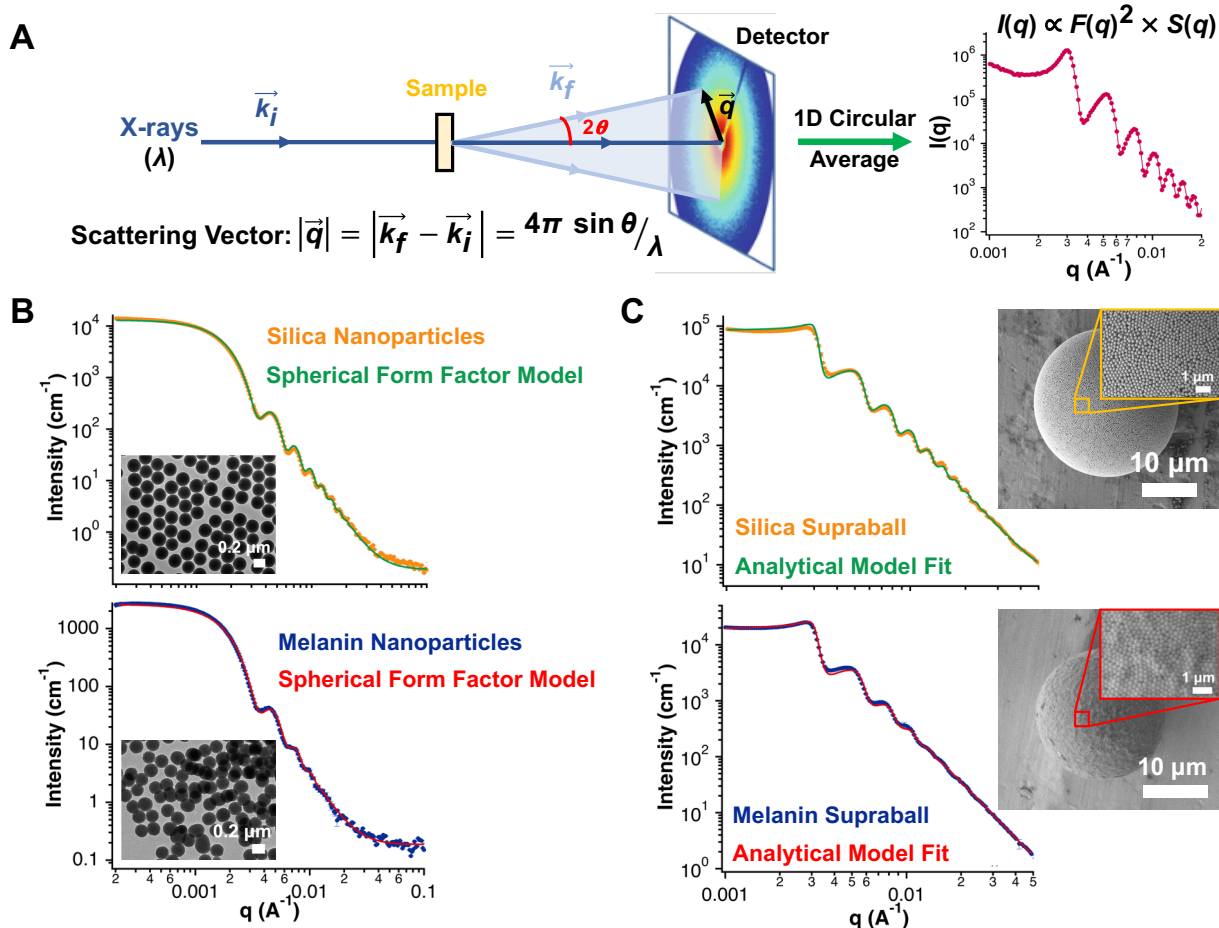 A
X-rays
(λ)
k_i
Sample
k_f
2θ
Detector
q
1D Circular
Average
I(q) ∝ F(q)² × S(q)
I(q)
10⁶
10⁵
10⁴
10³
10²
0.001
2
3
4
5
6
7
0.01
2
q (A⁻¹)
Scattering Vector: |q| = |k_f − k_i| = 4π sin θ/λ
B
Intensity (cm⁻¹)
10⁴
10³
10²
10¹
10⁰
Silica Nanoparticles
Spherical Form Factor Model
0.2 µm
Intensity (cm⁻¹)
1000
100
10
1
0.1
Melanin Nanoparticles
Spherical Form Factor Model
0.2 µm
2
4
6
0.001
2
4
6
0.01
2
4
6
0.1
q (A⁻¹)
C
Intensity (cm⁻¹)
10⁵
10⁴
10³
10²
10¹
Silica Supraball
Analytical Model Fit
1 µm
10 µm
Intensity (cm⁻¹)
10⁴
10³
10²
10¹
10⁰
Melanin Supraball
Analytical Model Fit
1 µm
10 µm
0.001
2
3
4
5
6
0.01
2
3
4
5
q (A⁻¹)